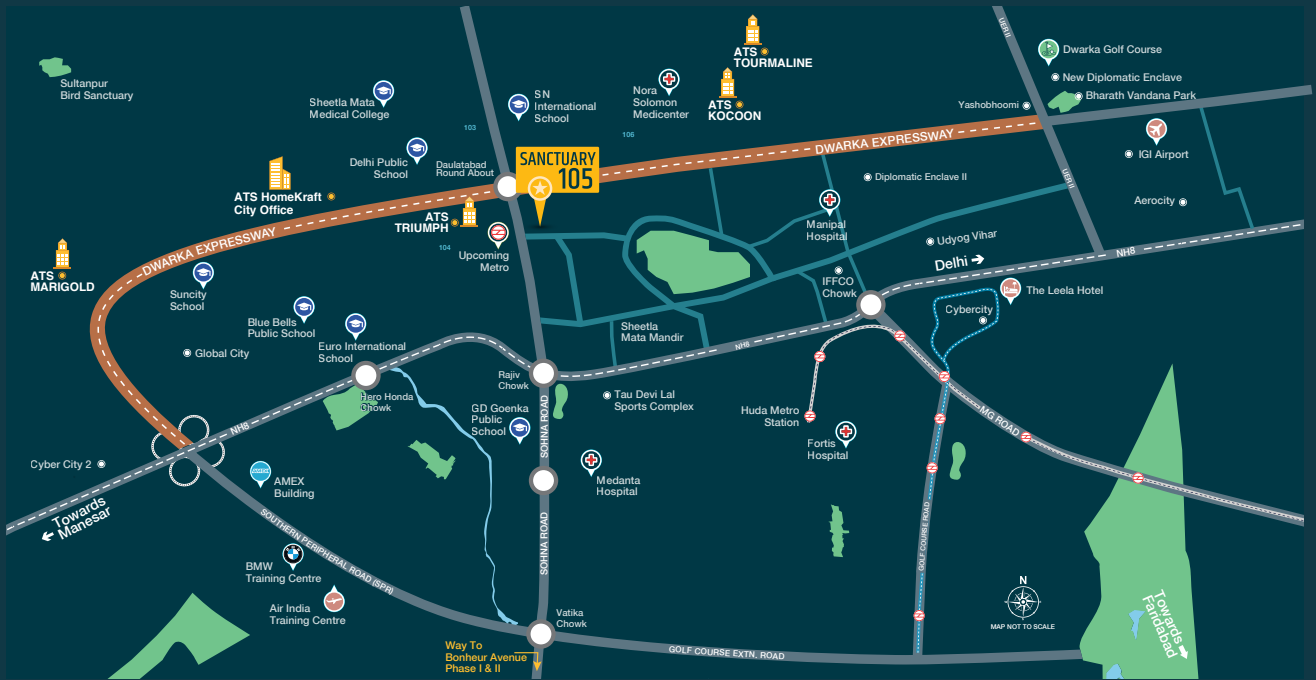 ATS
TOURMALINE
UER II
Dwarka Golf Course
New Diplomatic Enclave
Bharath Vandana Park
Yashobhoomi
Sultanpur
Bird Sanctuary
Sheetla Mata
Medical College
S N
International
School
Nora
Solomon
Medicenter
ATS
KOCOON
103
106
DWARKA EXPRESSWAY
IGI Airport
Delhi Public
School
Daulatabad
Round About
SANCTUARY
105
Diplomatic Enclave II
UER II
Aerocity
ATS HomeKraft
City Office
ATS
TRIUMPH
104
Upcoming
Metro
Manipal
Hospital
Udyog Vihar
DWARKA EXPRESSWAY
Delhi
NH8
ATS
MARIGOLD
Suncity
School
IFFCO
Chowk
The Leela Hotel
Cybercity
Blue Bells
Public School
Euro International
School
Sheetla
Mata Mandir
NH8
Global City
Rajiv
Chowk
Hero Honda
Chowk
Tau Devi Lal
Sports Complex
GD Goenka
Public
School
SOHNA ROAD
Huda Metro
Station
MG ROAD
NH8
Fortis
Hospital
Cyber City 2
AMEX
Building
Medanta
Hospital
Towards
Manesar
SOUTHERN PERIPHERAL ROAD (SPR)
SOHNA ROAD
GOLF COURSE ROAD
BMW
Training Centre
Air India
Training Centre
N
MAP NOT TO SCALE
Towards
Faridabad
Vatika
Chowk
Way To
Bonheur Avenue
Phase I & II
GOLF COURSE EXTN. ROAD